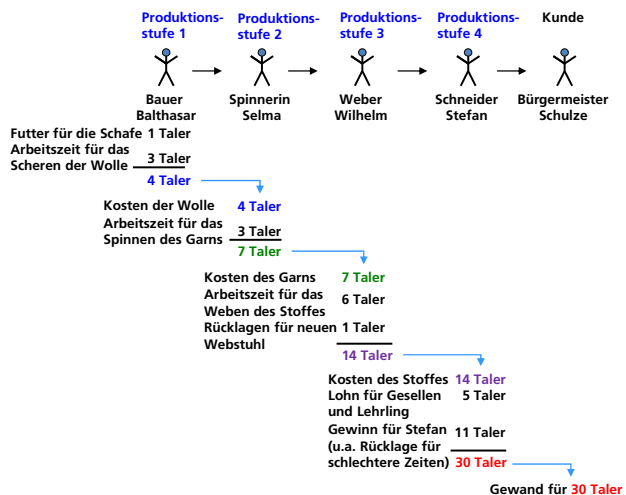 Produktions- Produktions- Produktions- Produktions- Kunde
stufe 1 stufe 2 stufe 3 stufe 4
Bauer Spinnerin Weber Schneider Bürgermeister
Balthasar Selma Wilhelm Stefan Schulze
Futter für die Schafe 1 Taler
Arbeitszeit für das
Scheren der Wolle 3 Taler
4 Taler
Kosten der Wolle 4 Taler
Arbeitszeit für das
Spinnen des Garns 3 Taler
7 Taler
Kosten des Garns 7 Taler
Arbeitszeit für das
Weben des Stoffes 6 Taler
Rücklagen für neuen 1 Taler
Webstuhl
14 Taler
Kosten des Stoffes 14 Taler
Lohn für Gesellen 5 Taler
und Lehrling
Gewinn für Stefan 11 Taler
(u.a. Rücklage für
schlechtere Zeiten) 30 Taler
Gewand für 30 Taler